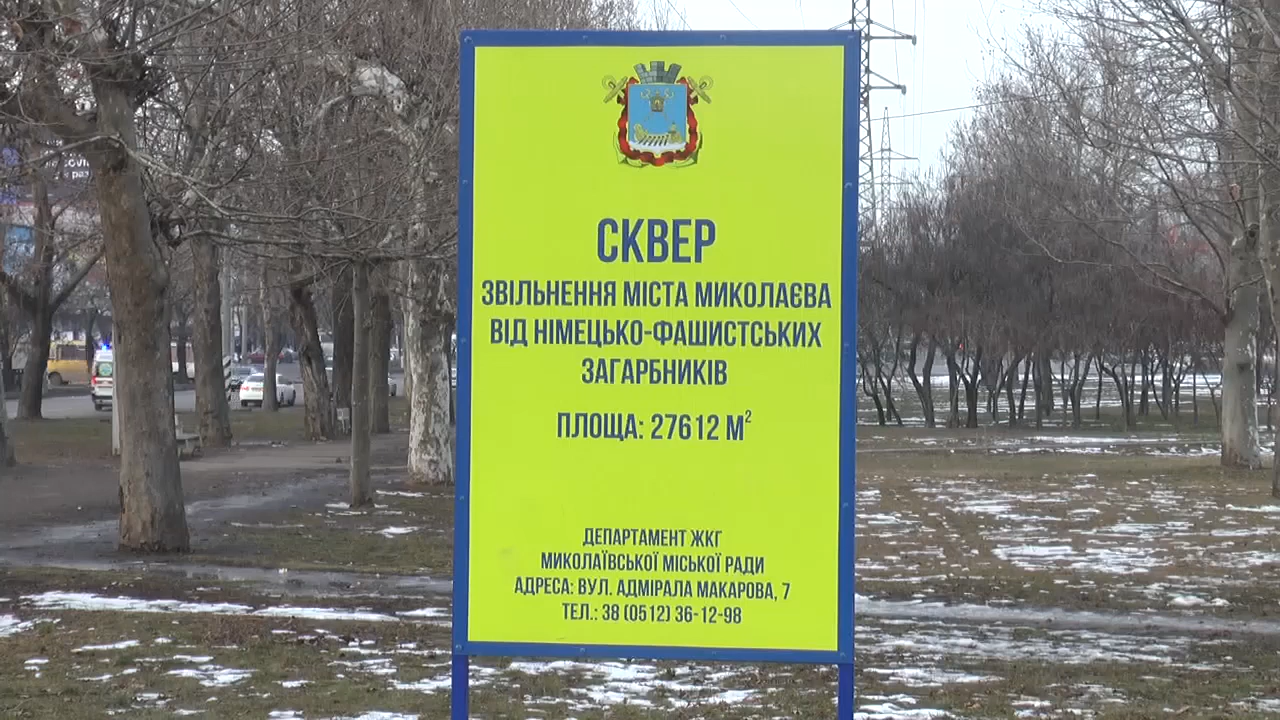 СКВЕР
ЗВІЛЬНЕННЯ МІСТА МИКОЛАЄВА
ВІД НІМЕЦЬКО-ФАШИСТСЬКИХ
ЗАГАРБНИКІВ
ПЛОЩА: 27612 М²
ДЕПАРТАМЕНТ ЖКГ
МИКОЛАЇВСЬКОЇ МІСЬКОЇ РАДИ
АДРЕСА: ВУЛ. АДМІРАЛА МАКАРОВА, 7
ТЕЛ.: 38 (0512) 36-12-98